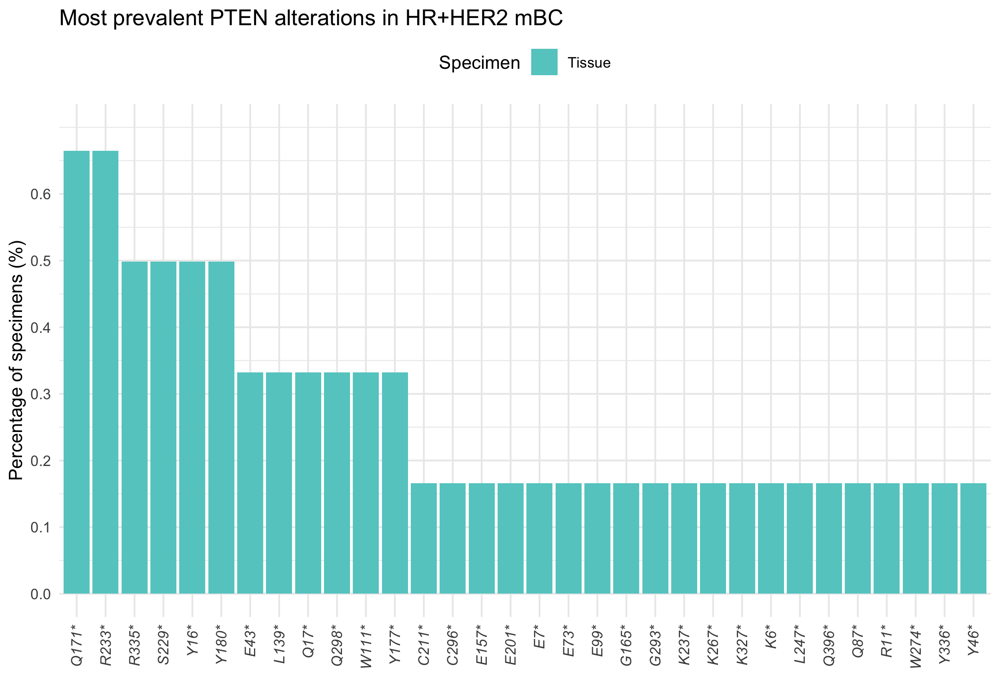 Most prevalent PTEN alterations in HR+HER2 mBC
Specimen Tissue
Percentage of specimens (%)
0.6
0.5
0.4
0.3
0.2
0.1
0.0
Q171* R233* R335* S229* Y16* Y180* E43* L139* Q17* Q298* W111* Y177* C211* C296* E157* E201* E7* E73* E99* G165* G293* K237* K267* K327* K6* L247* Q396* Q87* R11* W274* Y336* Y46*